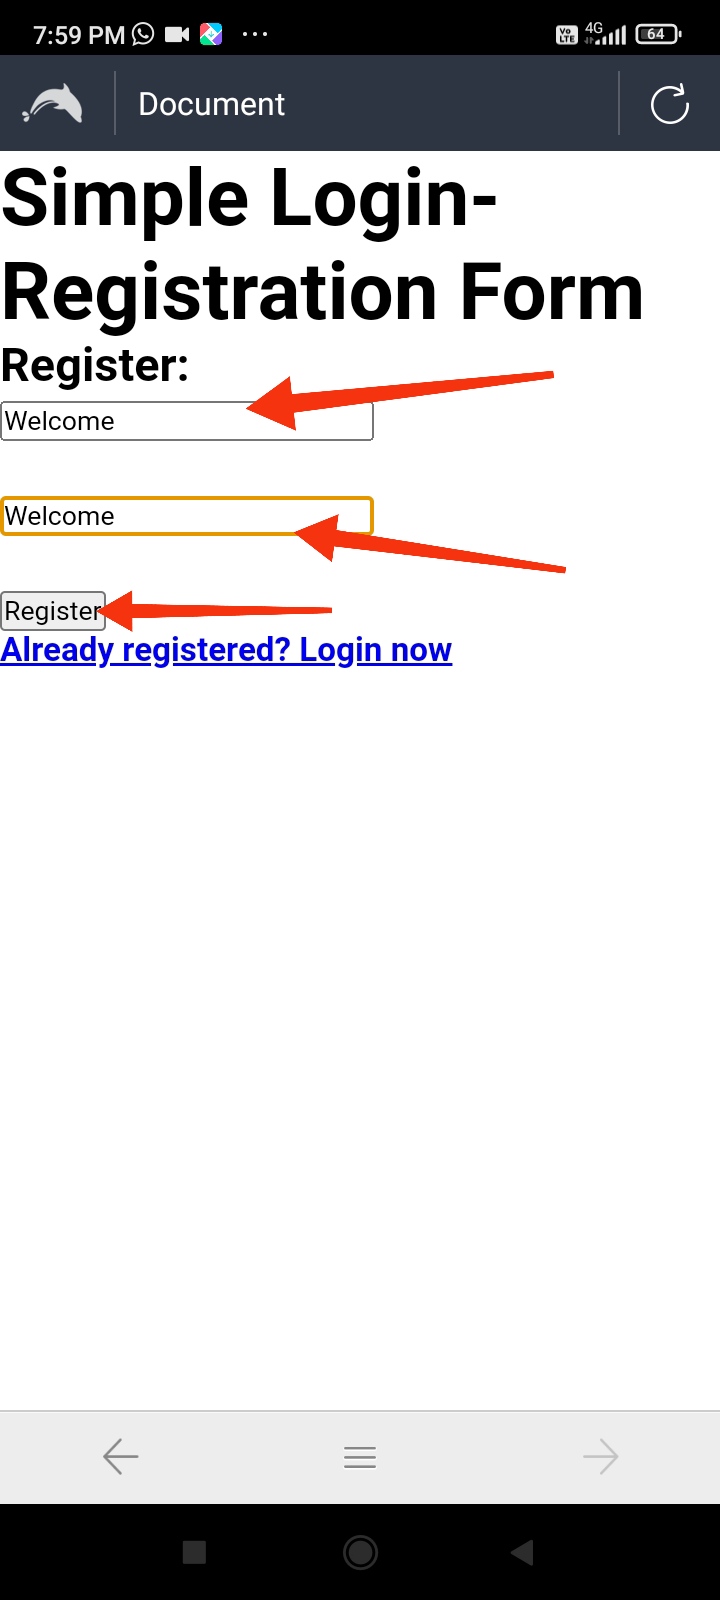 7:59 PM
Vo LTE 4G 64
Document
Simple Login-
Registration Form
Register:
Welcome
Welcome
Register
Already registered? Login now